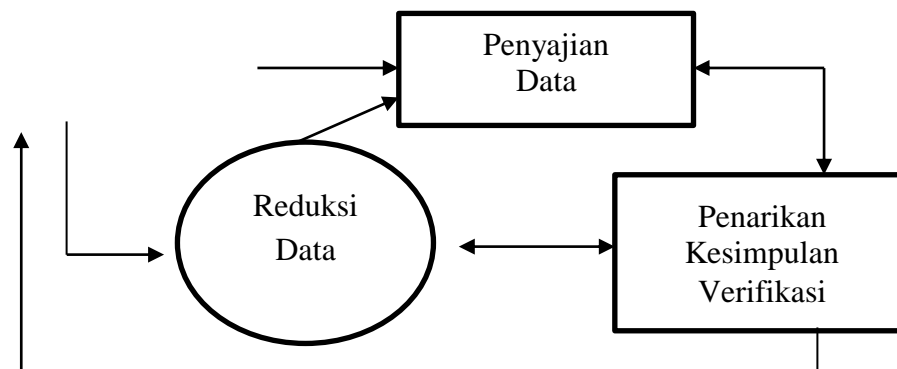 Penyajian
Data
Reduksi
Data
Penarikan
Kesimpulan
Verifikasi